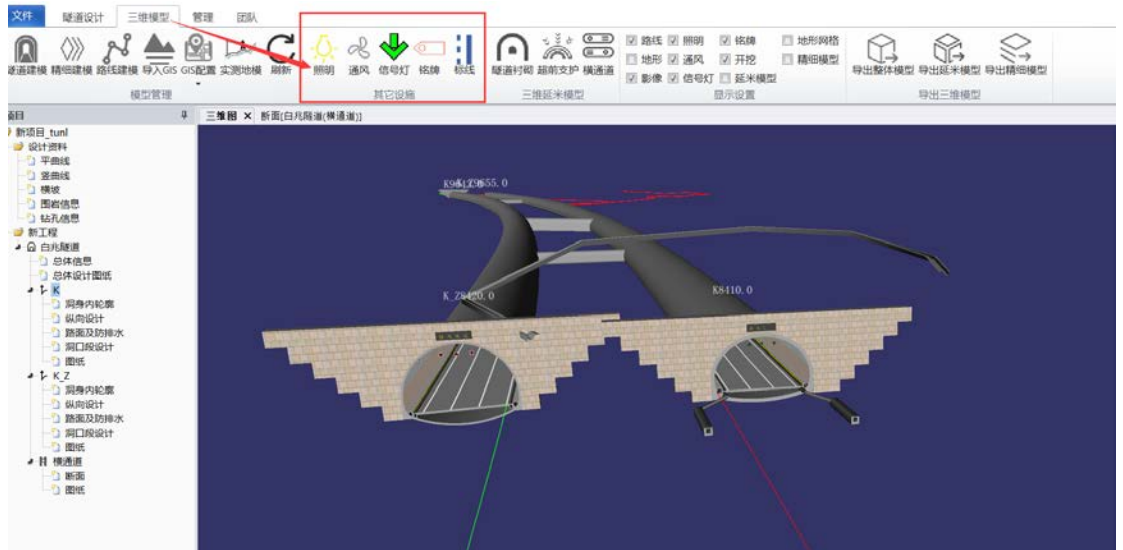 文件 隧道设计 三维模型 管理 团队
隧道建模 精细建模 路线建模 导入GIS GIS配置 实测地模 刷新 照明 通风 信号灯 铭牌 标线 隧道衬砌 超前支护 横通道
路线 照明 铭牌 地形网格
地形 通风 开挖 精细模型
影像 信号灯 延米模型
导出整体模型 导出延米模型 导出精细模型
模型管理 其它设施 三维延米模型 显示设置 导出三维模型
项目
三维图 断面[白兆隧道(横通道)]
新项目_tunl
设计资料
平曲线
竖曲线
横坡
围岩信息
钻孔信息
新工程
白兆隧道
总体信息
总体设计图纸
K
洞身内轮廓
纵向设计
路面及防排水
洞口段设计
图纸
K_Z
洞身内轮廓
纵向设计
路面及防排水
洞口段设计
图纸
横通道
断面
图纸
K_Z8420.0
K8410.0